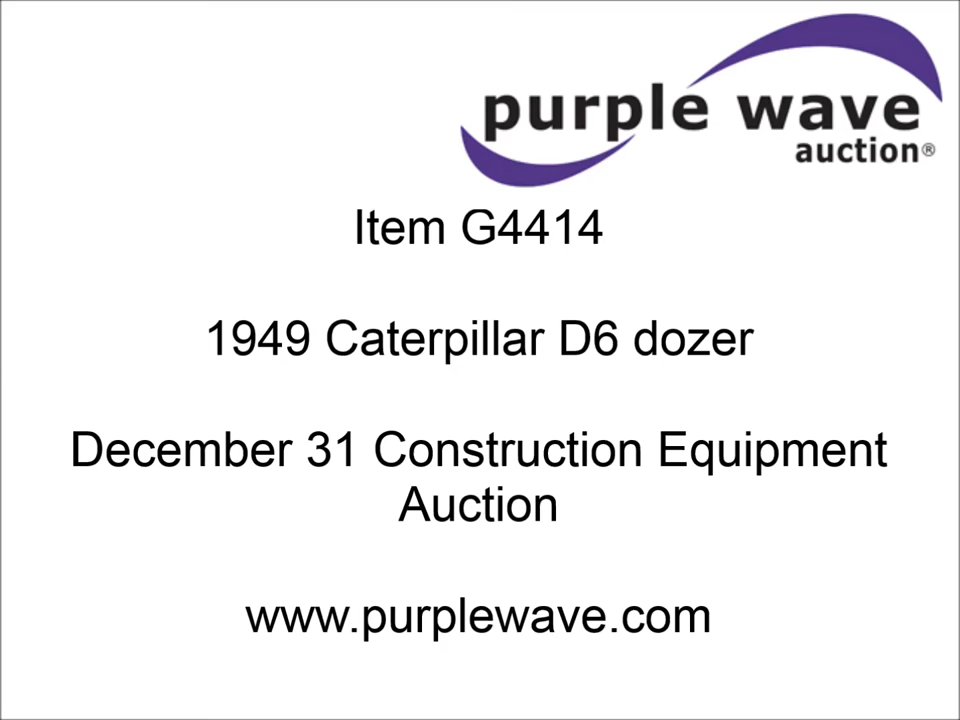 purple wave
auction®
Item G4414
1949 Caterpillar D6 dozer
December 31 Construction Equipment
Auction
www.purplewave.com